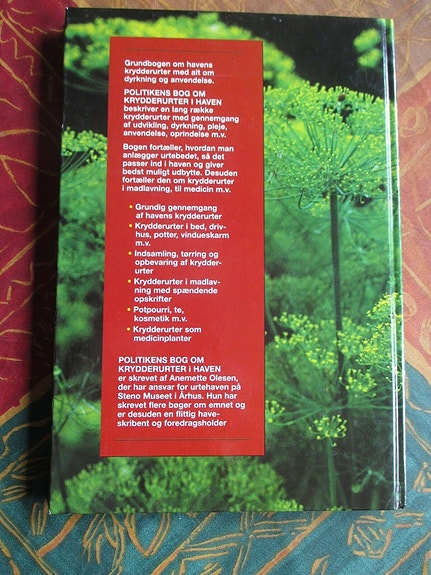 Grundbogen om havens
krydderurter med alt om
dyrkning og anvendelse.
POLITIKENS BOG OM
KRYDDERURTER I HAVEN
beskriver en lang række
krydderurter med gennemgang
af udvikling, dyrkning, pleje,
anvendelse, oprindelse m.v.
Bogen fortæller, hvordan man
anlægger urtebedet, så det
passer ind i haven og giver
bedst muligt udbytte. Desuden
fortæller den om krydderurter
i madlavning, til medicin m.v.
• Grundig gennemgang
af havens krydderurter
• Krydderurter i bed, driv-
hus, potter, vindueskarm
m.v.
• Indsamling, tørring og
opbevaring af krydder-
urter
• Krydderurter i madlav-
ning med spændende
opskrifter
• Potpourri, te,
kosmetik m.v.
• Krydderurter som
medicinplanter
POLITIKENS BOG OM
KRYDDERURTER I HAVEN
er skrevet af Anemette Olesen,
der har ansvar for urtehaven på
Steno Museet i Århus. Hun har
skrevet flere bøger om emnet og
er desuden en flittig have-
skribent og foredragsholder